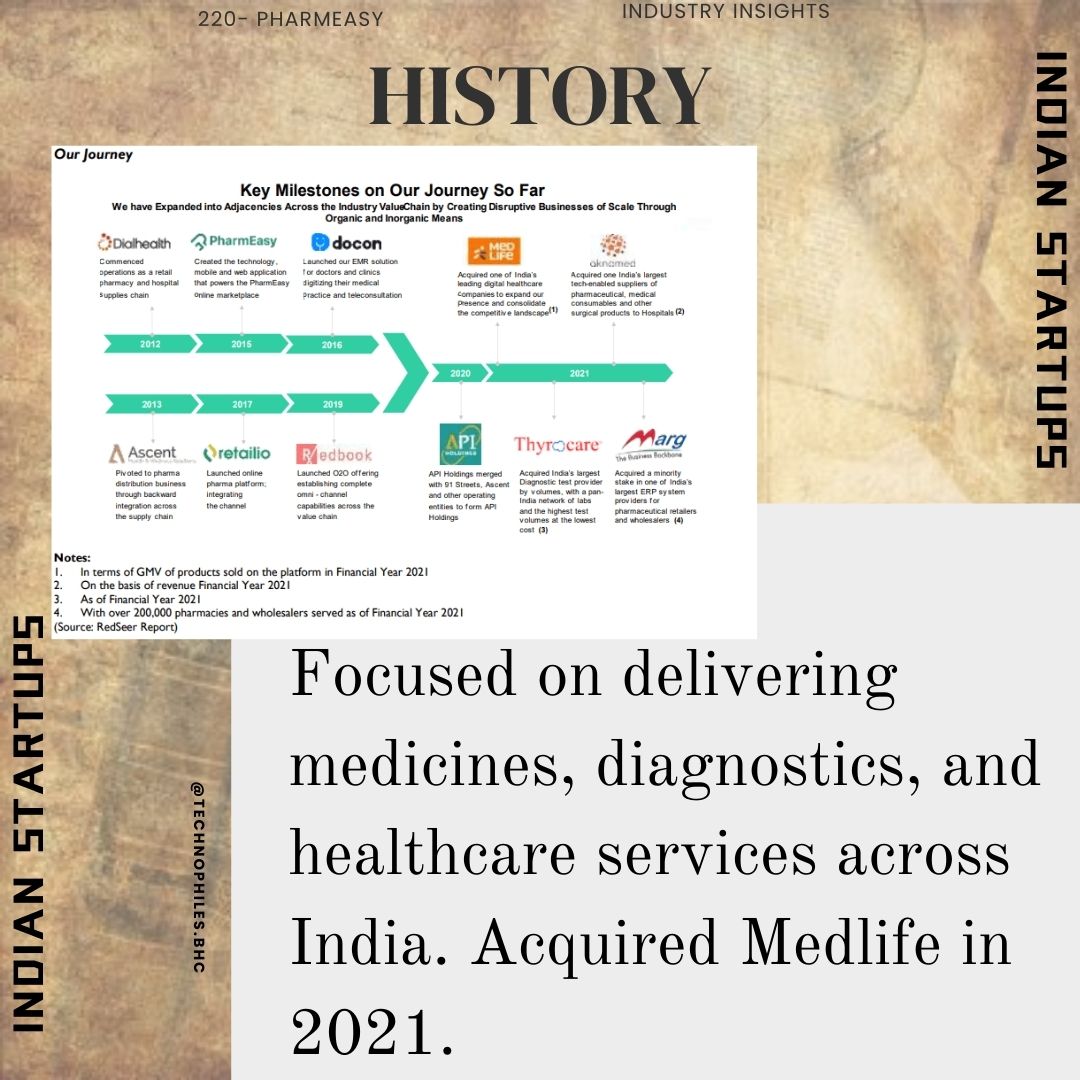 220- PHARMEASY
INDUSTRY INSIGHTS
HISTORY
INDIAN STARTUPS
Our Journey
Key Milestones on Our Journey So Far
We have Expanded into Adjacencies Across the Industry ValueChain by Creating Disruptive Businesses of Scale Through
Organic and Inorganic Means
Dialhealth
Commenced
operations as a retail
pharmacy and hospital
supplies chain
PharmEasy
Created the technology,
mobile and web application
that powers the PharmEasy
online marketplace
docon
Launched our EMR solution
for doctors and clinics
digitizing their medical
practice and teleconsultation
MED
LIFE
Acquired one of India's
leading digital healthcare
companies to expand our
Presence and consolidate
the competitive landscape(1)
aknamed
Acquired one India's largest
tech-enabled suppliers of
pharmaceutical, medical
consumables and other
surgical products to Hospitals (2)
2012
2015
2016
2020
2021
2013
2017
2019
Ascent
Pivoted to pharma
distribution business
through backward
integration across
the supply chain
retailio
Launched online
pharma platform;
integrating
the channel
Redbook
Launched O2O offering
establishing complete
omni - channel
capabilities across the
value chain
API
HOLDINGS
API Holdings merged
with 91 Streets, Ascent
and other operating
entities to form API
Holdings
Thyrocare
Acquired India's largest
Diagnostic test provider
by volumes, with a pan-
India network of labs
and the highest test
volumes at the lowest
cost (3)
Marg
The Business Backbone
Acquired a minority
stake in one of India's
largest ERP system
providers for
pharmaceutical retailers
and wholesalers (4)
Notes:
1. In terms of GMV of products sold on the platform in Financial Year 2021
2. On the basis of revenue Financial Year 2021
3. As of Financial Year 2021
4. With over 200,000 pharmacies and wholesalers served as of Financial Year 2021
(Source: RedSeer Report)
INDIAN STARTUPS
@TECHNOPHILES.BHC
Focused on delivering
medicines, diagnostics, and
healthcare services across
India. Acquired Medlife in
2021.